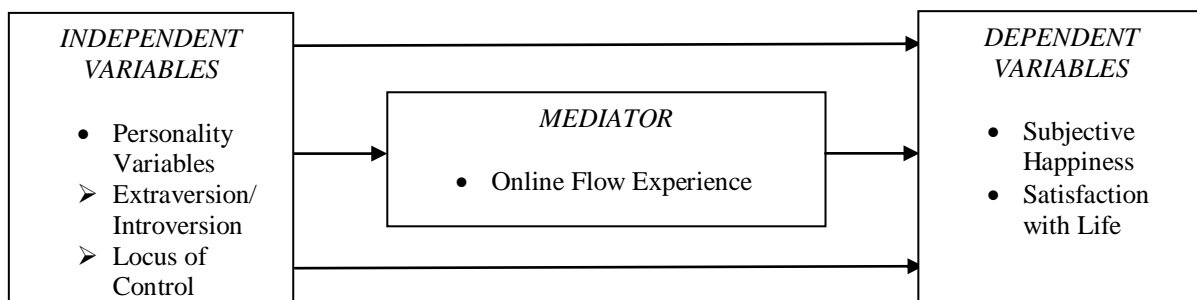 INDEPENDENT
VARIABLES
• Personality
Variables
➢ Extraversion/
Introversion
➢ Locus of
Control
MEDIATOR
• Online Flow Experience
DEPENDENT
VARIABLES
• Subjective
Happiness
• Satisfaction
with Life